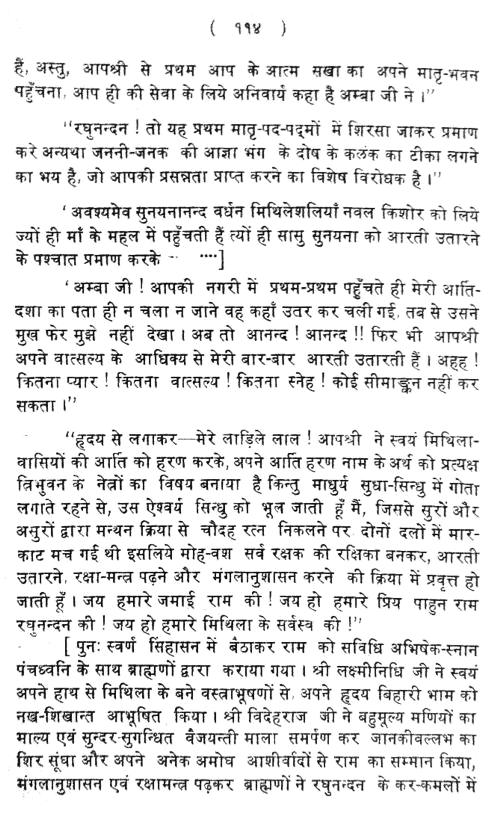 ( ११४ )
हैं, अस्तु, आपश्री से प्रथम आप के आत्म सखा का अपने मातृ-भवन
पहुँचना, आप ही की सेवा के लिये अनिवार्य कहा है अम्बा जी ने ।”
“रघुनन्दन ! तो यह प्रथम मातृ-पद-पद्मों में शिरसा जाकर प्रमाण
करे अन्यथा जननी-जनक की आज्ञा भंग के दोष के कलंक का टीका लगने
का भय है, जो आपकी प्रसन्नता प्राप्त करने का विशेष विरोधक है ।”
‘अवश्यमेव सुनयनानन्द वर्धन मिथिलेशलियाँ नवल किशोर को लिये
ज्यों ही माँ के महल में पहुँचती हैं त्यों ही सासु सुनयना को आरती उतारने
के पश्चात प्रमाण करके - ....]
‘अम्बा जी ! आपकी नगरी में प्रथम-प्रथम पहुँचते ही मेरी आर्ति-
दशा का पता ही न चला न जाने वह कहाँ उतर कर चली गई, तब से उसने
मुख फेर मुझे नहीं देखा । अब तो आनन्द ! आनन्द !! फिर भी आपश्री
अपने वात्सल्य के आधिक्य से मेरी बार-बार आरती उतारती हैं । अहह !
कितना प्यार ! कितना वात्सल्य ! कितना स्नेह ! कोई सीमाङ्कन नहीं कर
सकता ।”
“हृदय से लगाकर—मेरे लाड़िले लाल ! आपश्री ने स्वयं मिथिला-
वासियों की आर्ति को हरण करके, अपने आर्ति हरण नाम के अर्थ को प्रत्यक्ष
त्रिभुवन के नेत्रों का विषय बनाया है किन्तु माधुर्य सुधा-सिन्धु में गोता
लगाते रहने से, उस ऐश्वर्य सिन्धु को भूल जाती हूँ मैं, जिससे सुरों और
असुरों द्वारा मन्थन क्रिया से चौदह रत्न निकलने पर दोनों दलों में मार-
काट मच गई थी इसलिये मोह-वश सर्व रक्षक की रक्षिका बनकर, आरती
उतारने, रक्षा-मन्त्र पढ़ने और मंगलानुशासन करने की क्रिया में प्रवृत्त हो
जाती हूँ । जय हमारे जमाई राम की ! जय हो हमारे प्रिय पाहुन राम
रघुनन्दन की ! जय हो हमारे मिथिला के सर्वस्व की !”
[ पुनः स्वर्ण सिंहासन में बैठाकर राम को सविधि अभिषेक-स्नान
पंचध्वनि के साथ ब्राह्मणों द्वारा कराया गया । श्री लक्ष्मीनिधि जी ने स्वयं
अपने हाथ से मिथिला के बने वस्त्राभूषणों से, अपने हृदय बिहारी भाम को
नख-शिखान्त आभूषित किया । श्री विदेहराज जी ने बहुमूल्य मणियों का
माल्य एवं सुन्दर-सुगन्धित वैजयन्ती माला समर्पण कर जानकीवल्लभ का
शिर सूंघा और अपने अनेक अमोघ आशीर्वादों से राम का सम्मान किया,
मंगलानुशासन एवं रक्षामन्त्र पढ़कर ब्राह्मणों ने रघुनन्दन के कर-कमलों में